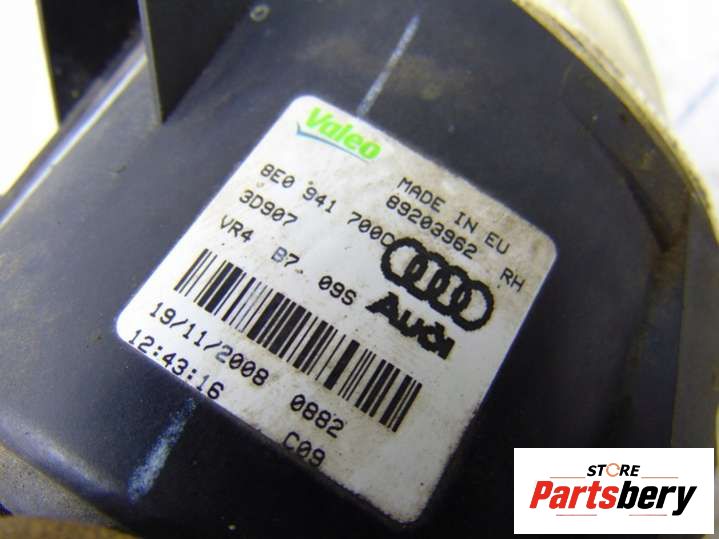 Valeo
MADE IN EU
8E0 941 700C
89203962 RH
3D907
VR4 B7 09S
Audi
19/11/2008 0882
12:43:16 C09
STORE
Partsbery